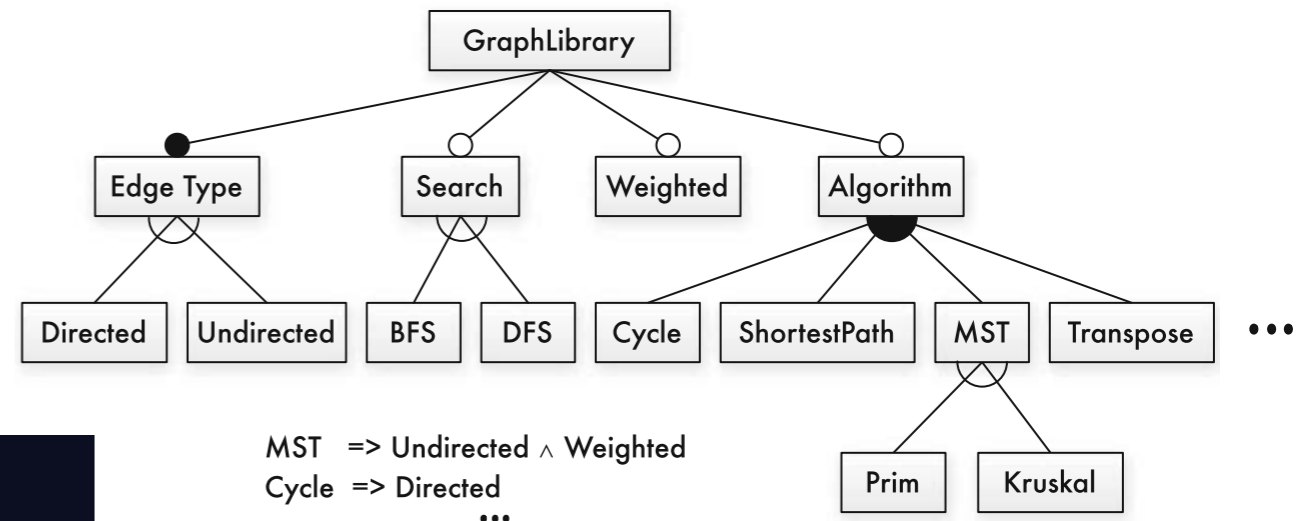 GraphLibrary
Edge Type Search Weighted Algorithm
Directed Undirected BFS DFS Cycle ShortestPath MST Transpose •••
MST => Undirected ∧ Weighted
Cycle => Directed
•••
Prim Kruskal